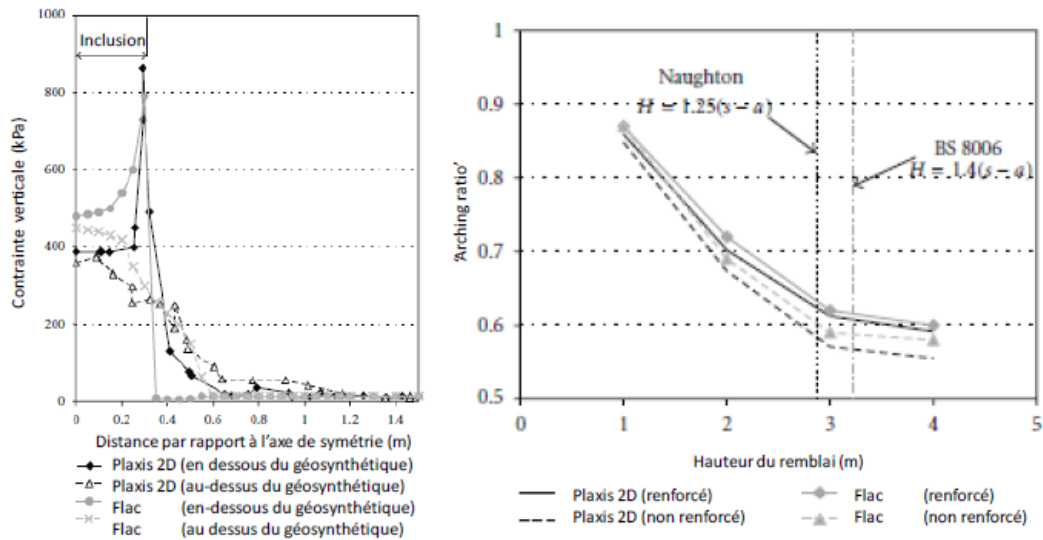 1000
800
600
400
200
0
Contrainte verticale (kPa)
Inclusion
0 0.2 0.4 0.6 0.8 1 1.2 1.4
Distance par rapport à l'axe de symétrie (m)
Plaxis 2D (en dessous du géosynthétique)
Plaxis 2D (au-dessus du géosynthétique)
Flac (en-dessous du géosynthétique)
Flac (au dessus du géosynthétique)
1
0.9
0.8
0.7
0.6
0.5
'Arching ratio'
Naughton
H = 1.25(s – a)
BS 8006
H = 1.4(s – a)
0 1 2 3 4 5
Hauteur du remblai (m)
Plaxis 2D (renforcé)
Plaxis 2D (non renforcé)
Flac (renforcé)
Flac (non renforcé)